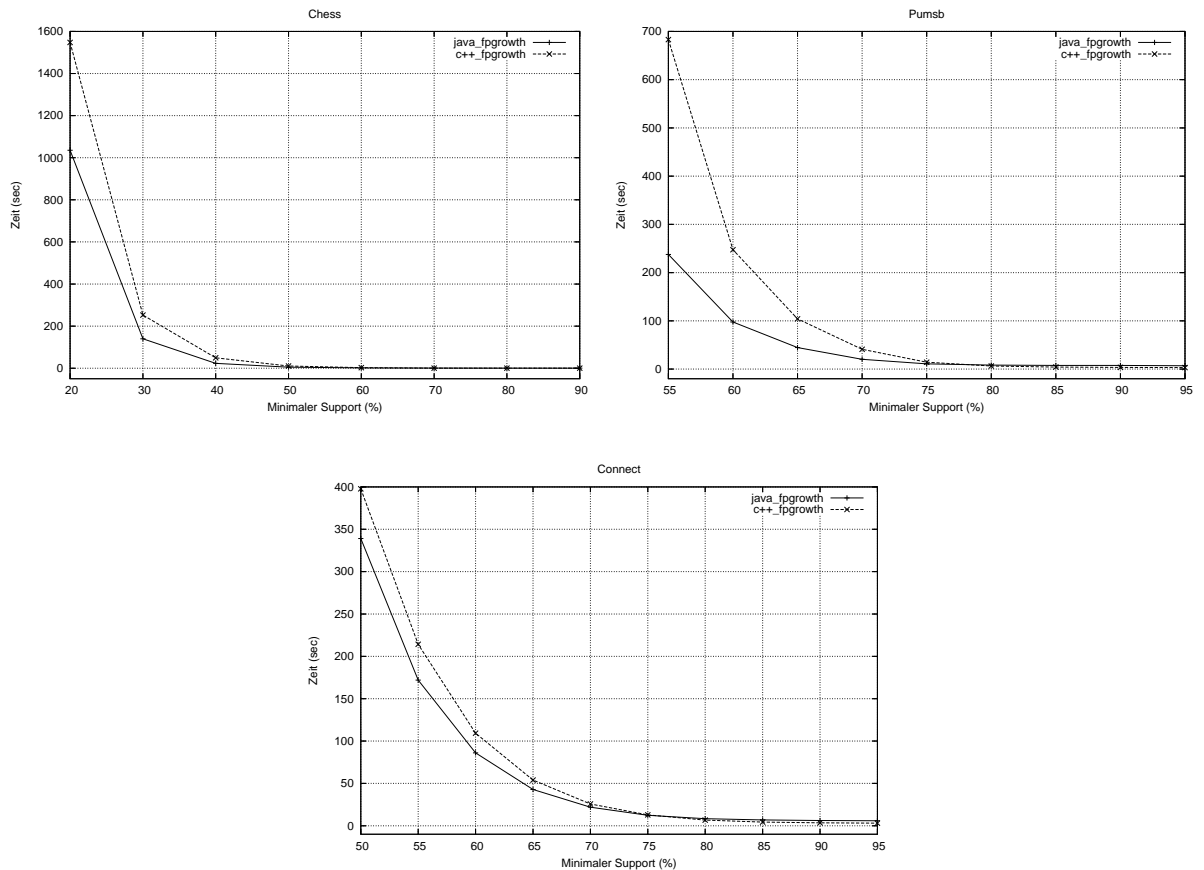 Chess
1600
1400
1200
1000
800
600
400
200
0
20 30 40 50 60 70 80 90
Zeit (sec)
Minimaler Support (%)
java_fpgrowth
c++_fpgrowth
Pumsb
700
600
500
400
300
200
100
0
55 60 65 70 75 80 85 90 95
Zeit (sec)
Minimaler Support (%)
java_fpgrowth
c++_fpgrowth
Connect
400
350
300
250
200
150
100
50
0
50 55 60 65 70 75 80 85 90 95
Zeit (sec)
Minimaler Support (%)
java_fpgrowth
c++_fpgrowth